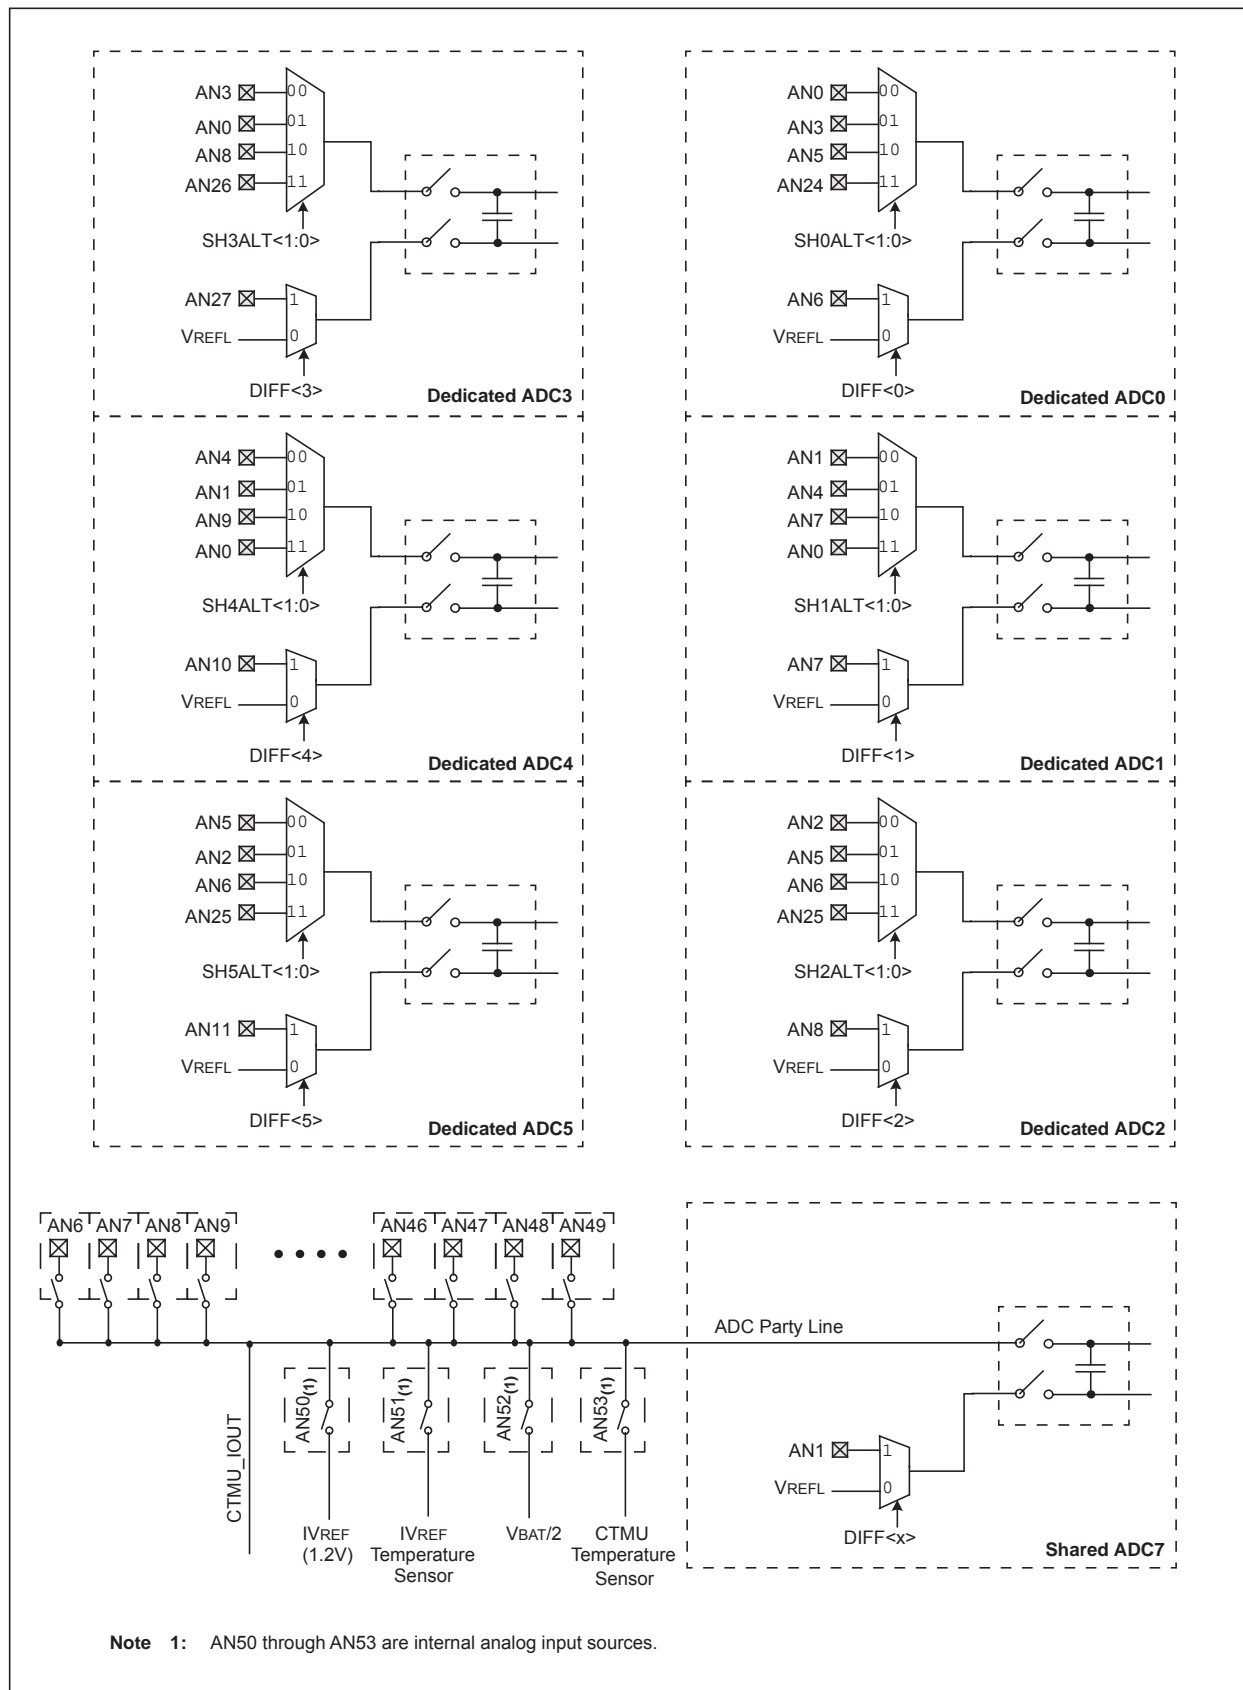 AN3
00
AN0
01
AN8
10
AN26
11
SH3ALT<1:0>
AN27
1
VREFL
0
DIFF<3>
Dedicated ADC3
AN0
00
AN3
01
AN5
10
AN24
11
SH0ALT<1:0>
AN6
1
VREFL
0
DIFF<0>
Dedicated ADC0
AN4
00
AN1
01
AN9
10
AN0
11
SH4ALT<1:0>
AN10
1
VREFL
0
DIFF<4>
Dedicated ADC4
AN1
00
AN4
01
AN7
10
AN0
11
SH1ALT<1:0>
AN7
1
VREFL
0
DIFF<1>
Dedicated ADC1
AN5
00
AN2
01
AN6
10
AN25
11
SH5ALT<1:0>
AN11
1
VREFL
0
DIFF<5>
Dedicated ADC5
AN2
00
AN5
01
AN6
10
AN25
11
SH2ALT<1:0>
AN8
1
VREFL
0
DIFF<2>
Dedicated ADC2
AN6 AN7 AN8 AN9
AN46 AN47 AN48 AN49
ADC Party Line
CTMU_IOUT
AN50(1)
AN51(1)
AN52(1)
AN53(1)
IVREF
(1.2V)
IVREF
Temperature
Sensor
VBAT/2
CTMU
Temperature
Sensor
AN1
1
VREFL
0
DIFF<x>
Shared ADC7
Note 1: AN50 through AN53 are internal analog input sources.